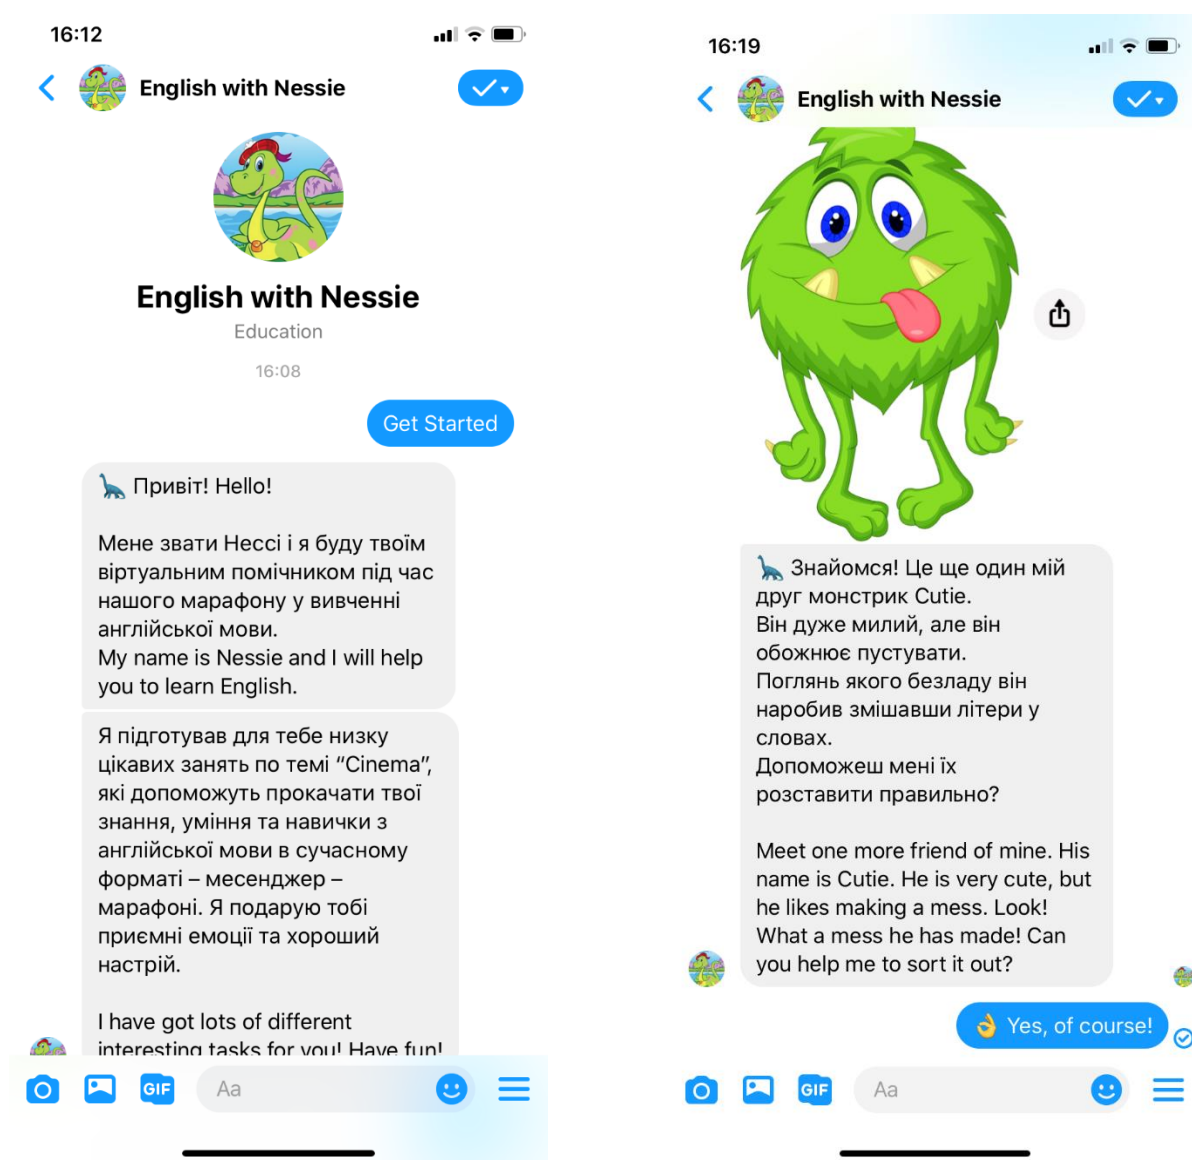 16:12
English with Nessie
English with Nessie
Education
16:08
Get Started
Привіт! Hello!
Мене звати Нессі і я буду твоїм
віртуальним помічником під час
нашого марафону у вивченні
англійської мови.
My name is Nessie and I will help
you to learn English.
Я підготував для тебе низку
цікавих занять по темі “Cinema”,
які допоможуть прокачати твої
знання, уміння та навички з
англійської мови в сучасному
форматі – месенджер –
марафоні. Я подарую тобі
приємні емоції та хороший
настрій.
I have got lots of different
interesting tasks for you! Have fun!
GIF
Aa
16:19
English with Nessie
Знайомся! Це ще один мій
друг монстрик Cutie.
Він дуже милий, але він
обожнює пустувати.
Поглянь якого безладу він
наробив змішавши літери у
словах.
Допоможеш мені їх
розставити правильно?
Meet one more friend of mine. His
name is Cutie. He is very cute, but
he likes making a mess. Look!
What a mess he has made! Can
you help me to sort it out?
👌 Yes, of course!
GIF
Aa